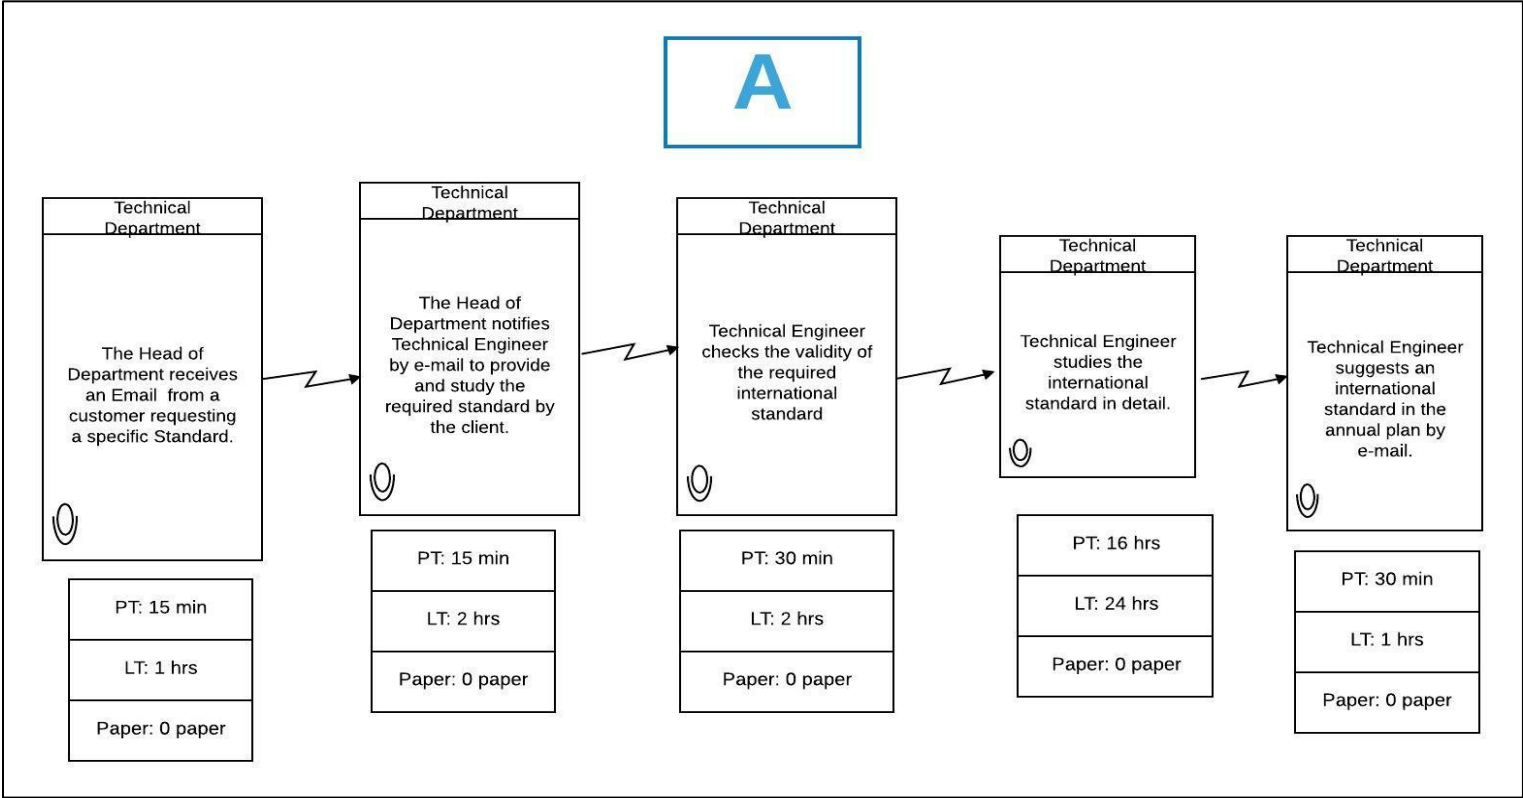 A
Technical
Department
The Head of
Department receives
an Email from a
customer requesting
a specific Standard.
PT: 15 min
LT: 1 hrs
Paper: 0 paper
Technical
Department
The Head of
Department notifies
Technical Engineer
by e-mail to provide
and study the
required standard by
the client.
PT: 15 min
LT: 2 hrs
Paper: 0 paper
Technical
Department
Technical Engineer
checks the validity of
the required
international
standard
PT: 30 min
LT: 2 hrs
Paper: 0 paper
Technical
Department
Technical Engineer
studies the
international
standard in detail.
PT: 16 hrs
LT: 24 hrs
Paper: 0 paper
Technical
Department
Technical Engineer
suggests an
international
standard in the
annual plan by
e-mail.
PT: 30 min
LT: 1 hrs
Paper: 0 paper